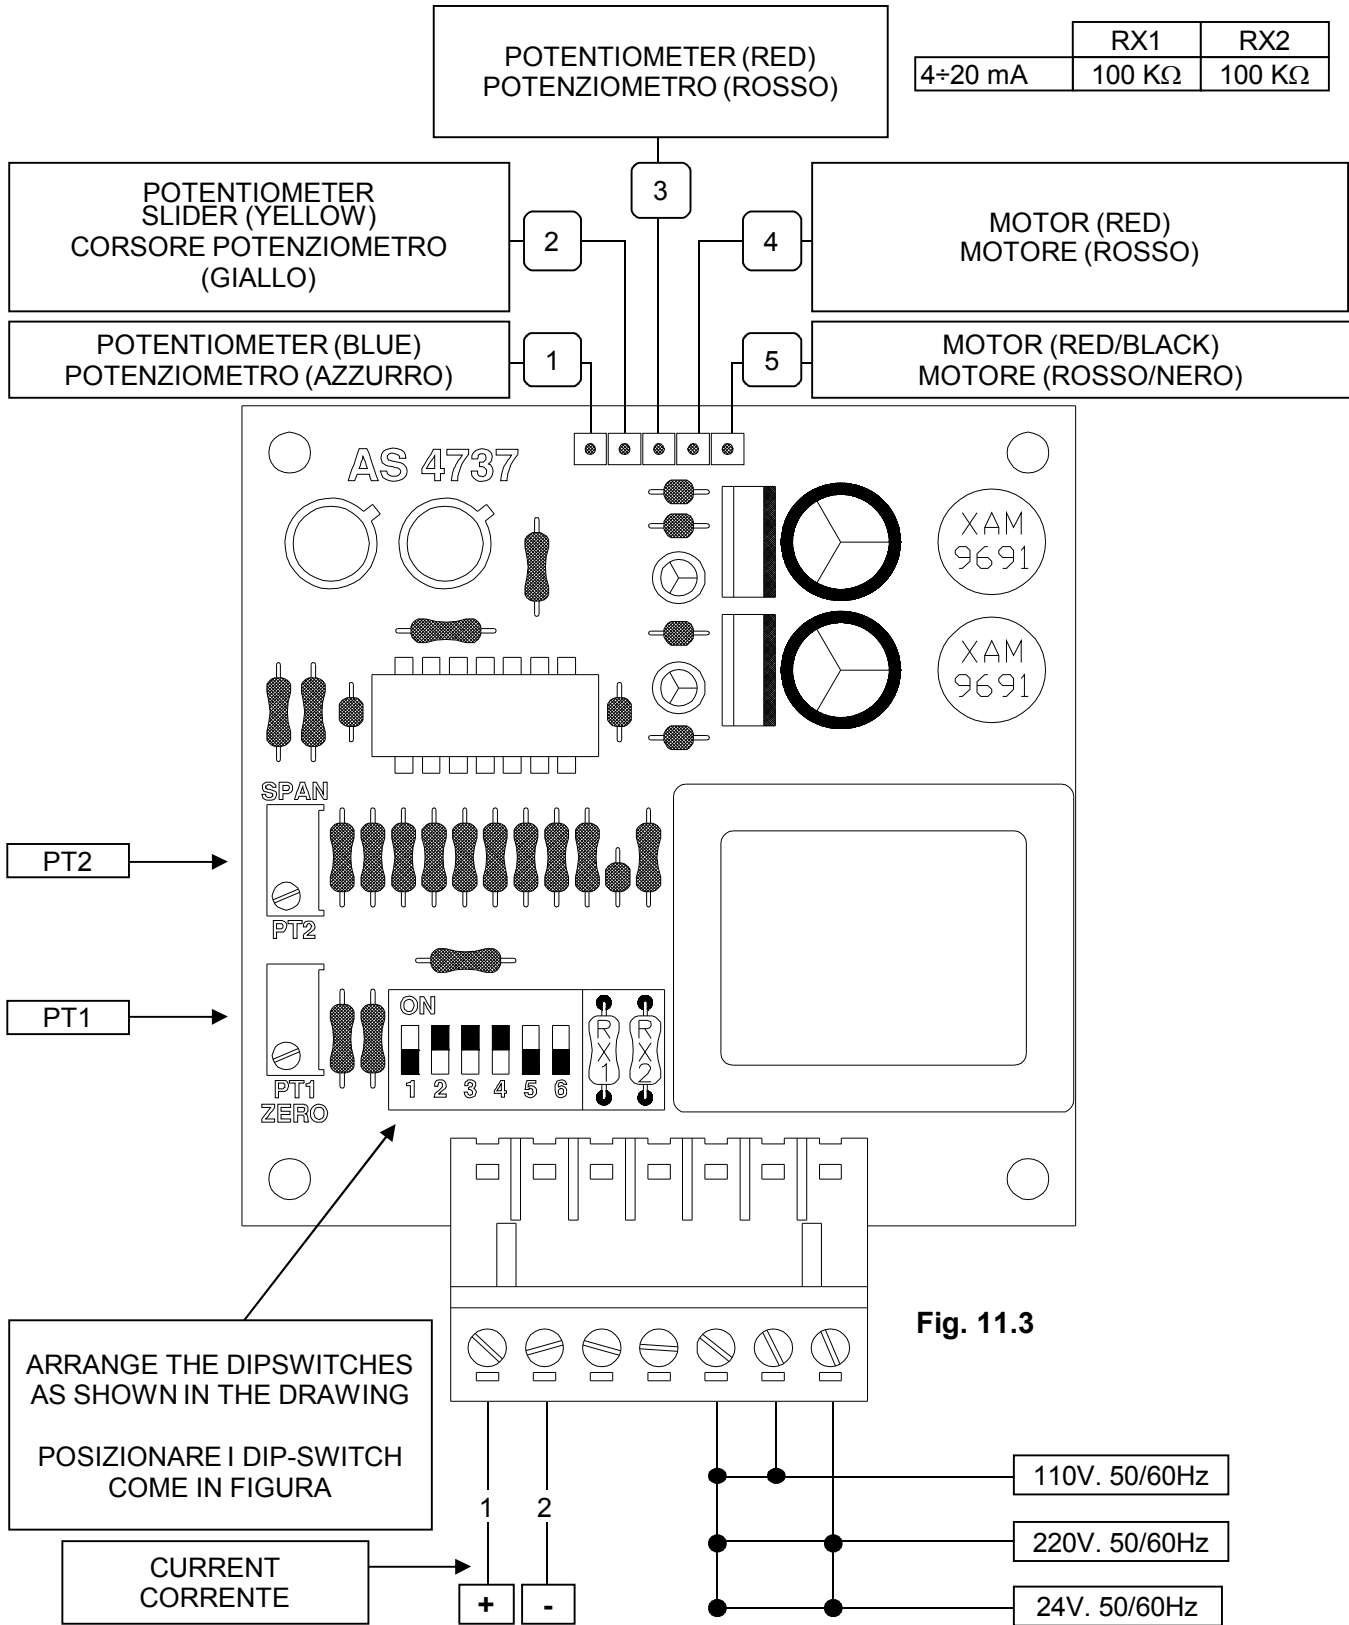 POTENTIOMETER (RED)
POTENZIOMETRO (ROSSO)
RX1 RX2
4÷20 mA 100 KΩ 100 KΩ
POTENTIOMETER
SLIDER (YELLOW)
CORSORE POTENZIOMETRO
(GIALLO)
2
3
4
MOTOR (RED)
MOTORE (ROSSO)
POTENTIOMETER (BLUE)
POTENZIOMETRO (AZZURRO)
1
5
MOTOR (RED/BLACK)
MOTORE (ROSSO/NERO)
AS 4737
XAM
9691
XAM
9691
SPAN
PT2
PT2
PT1
PT1
ZERO
ON
1 2 3 4 5 6
RX1
RX2
Fig. 11.3
ARRANGE THE DIPSWITCHES
AS SHOWN IN THE DRAWING
POSIZIONARE I DIP-SWITCH
COME IN FIGURA
1 2
CURRENT
CORRENTE
+ -
110V. 50/60Hz
220V. 50/60Hz
24V. 50/60Hz